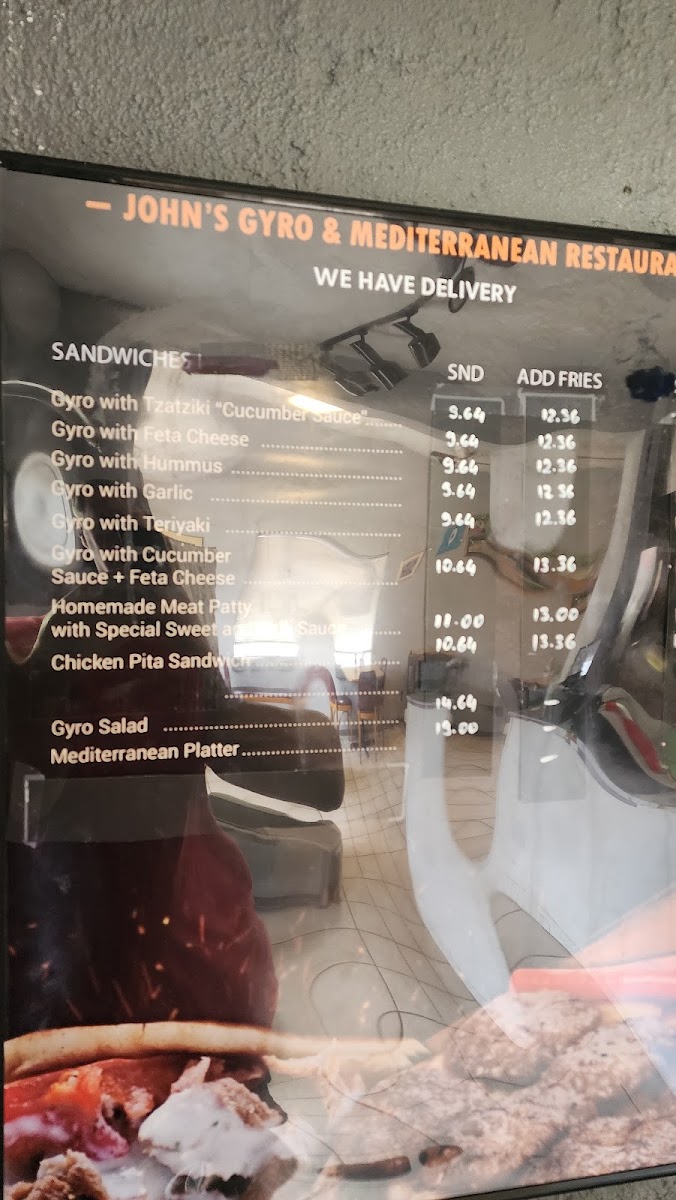 — JOHN'S GYRO & MEDITERRANEAN RESTAURA
WE HAVE DELIVERY
SANDWICHES SND ADD FRIES
Gyro with Tzatziki "Cucumber Sauce" 9.64 12.36
Gyro with Feta Cheese 9.64 12.36
Gyro with Hummus 9.64 12.36
Gyro with Garlic 9.64 12.36
Gyro with Teriyaki 9.64 12.36
Gyro with Cucumber
Sauce + Feta Cheese 10.64 13.36
Homemade Meat Patty
with Special Sweet Sauce 11.00 13.00
Chicken Pita Sandwich 10.64 13.36
Gyro Salad 14.64 -
Mediterranean Platter 19.00 -